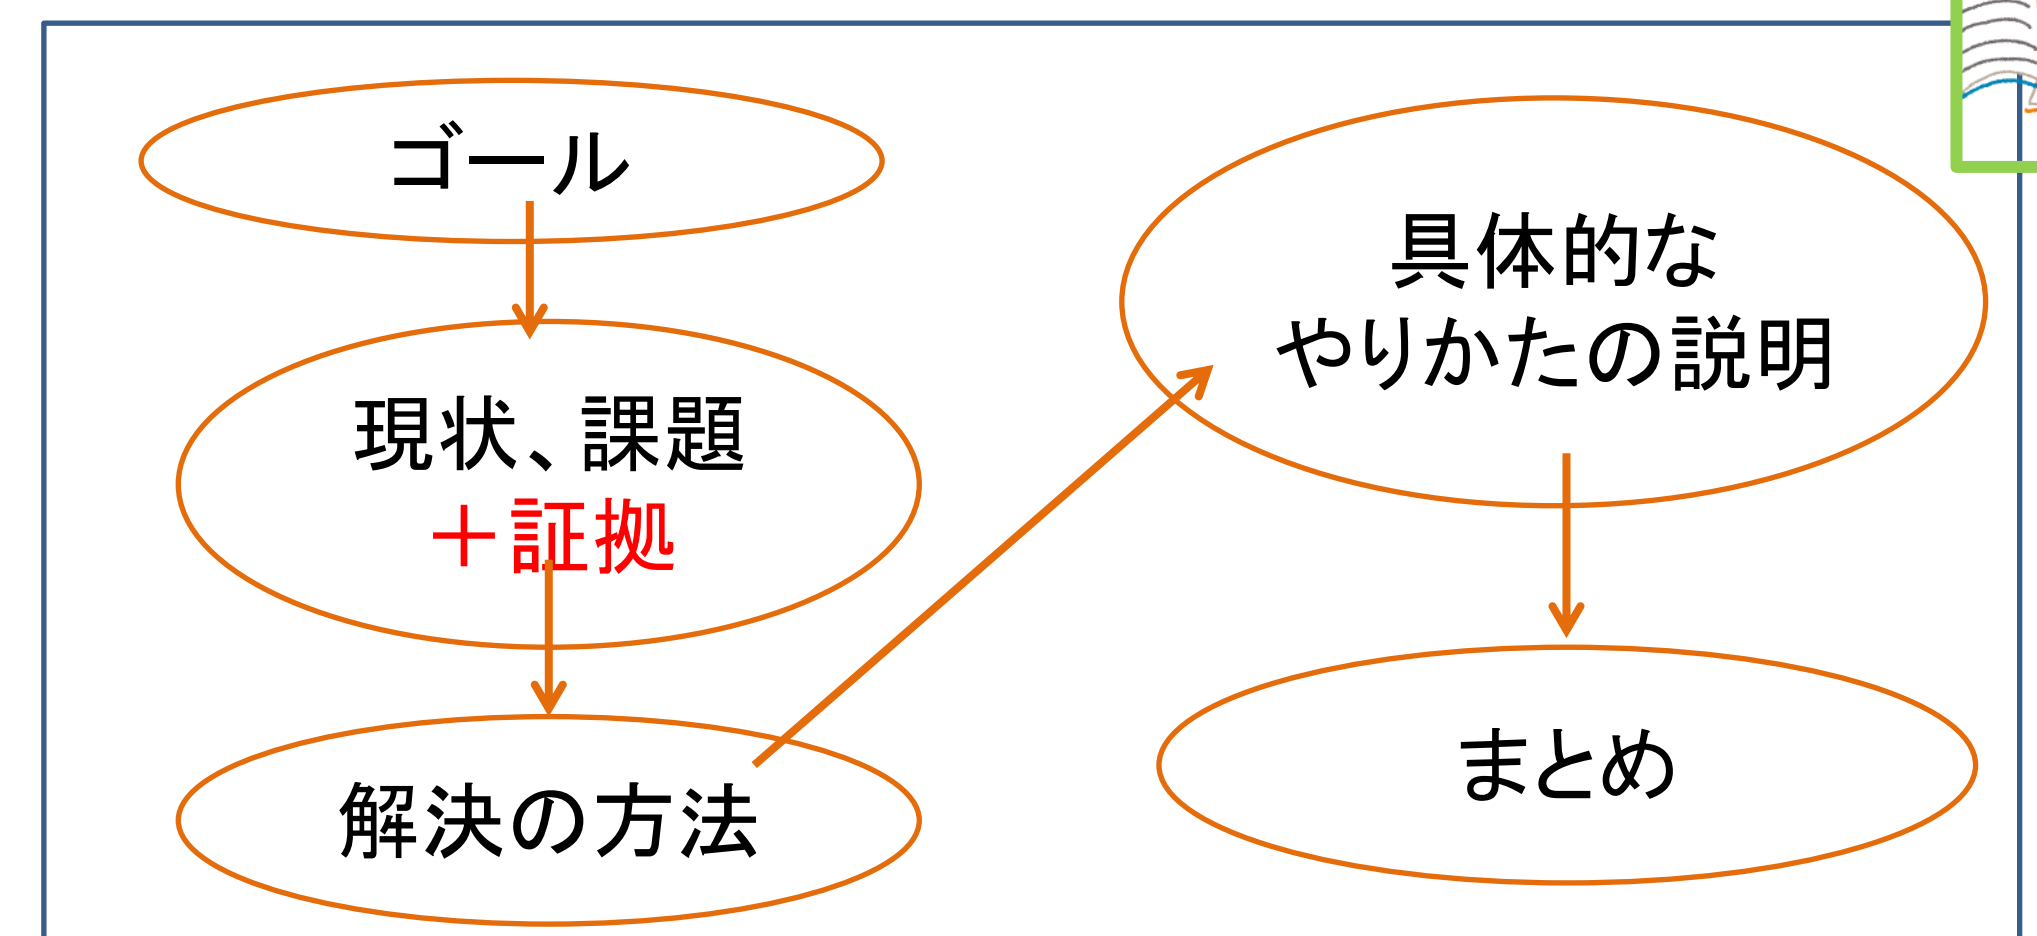 ゴール
現状、課題
＋証拠
解決の方法
具体的な
やりかたの説明
まとめ